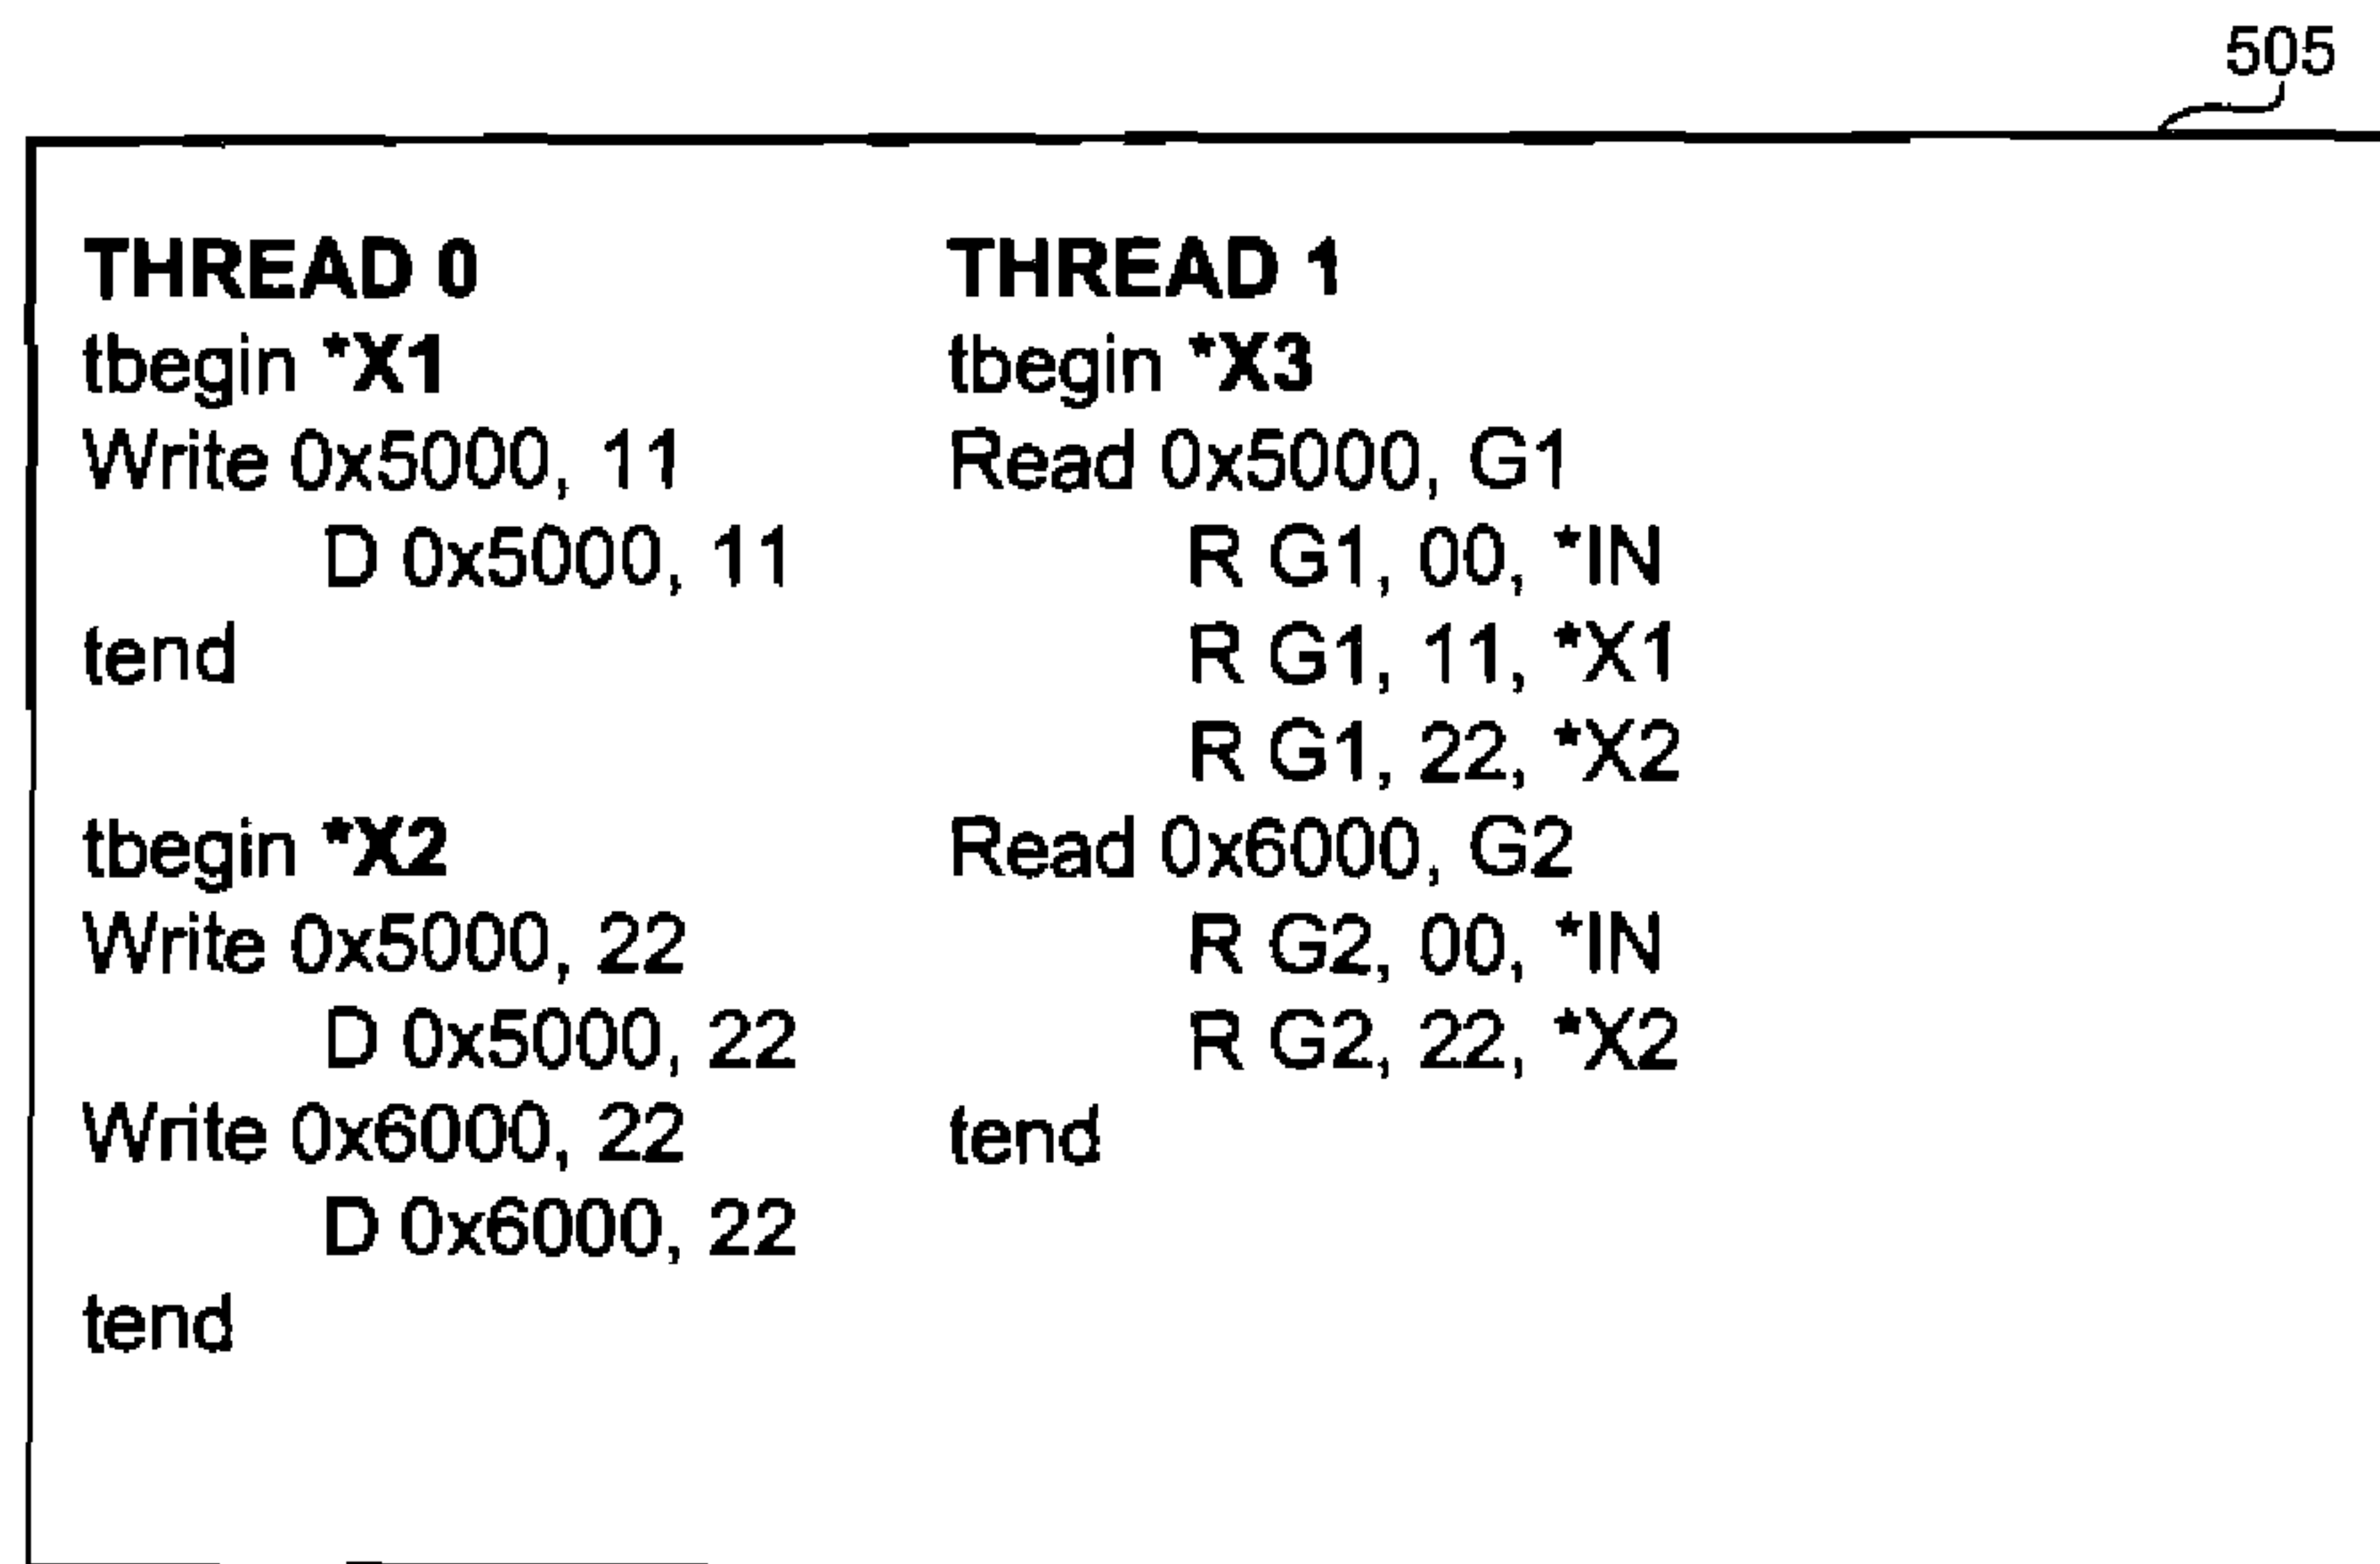 505
THREAD 0
tbegin *X1
Write 0x5000, 11
D 0x5000, 11
tend
tbegin *X2
Write 0x5000, 22
D 0x5000, 22
Write 0x6000, 22
D 0x6000, 22
tend
THREAD 1
tbegin *X3
Read 0x5000, G1
R G1, 00, *IN
R G1, 11, *X1
R G1, 22, *X2
Read 0x6000, G2
R G2, 00, *IN
R G2, 22, *X2
tend